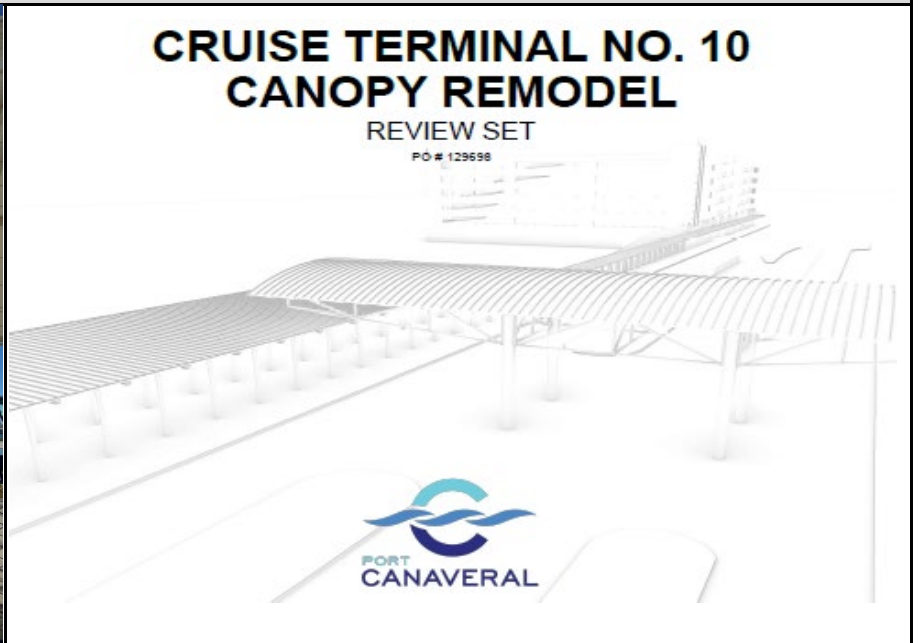 CRUISE TERMINAL NO. 10
CANOPY REMODEL
REVIEW SET
PO # 129698
PORT
CANAVERAL